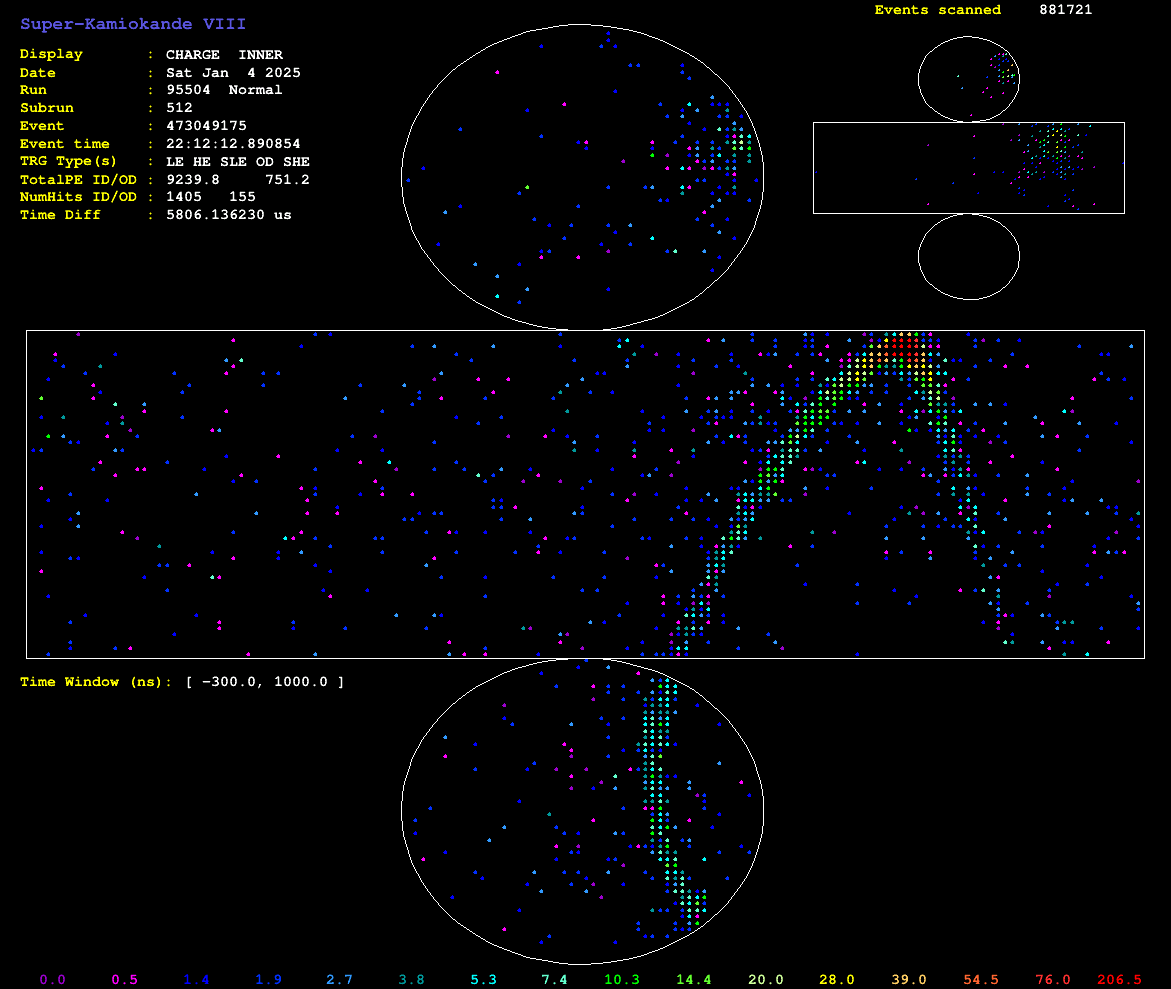 Super-Kamiokande VIII
Events scanned 881721
Display : CHARGE INNER
Date : Sat Jan 4 2025
Run : 95504 Normal
Subrun : 512
Event : 473049175
Event time : 22:12:12.890854
TRG Type(s) : LE HE SLE OD SHE
TotalPE ID/OD : 9239.8 751.2
NumHits ID/OD : 1405 155
Time Diff : 5806.136230 us
Time Window (ns): [ -300.0, 1000.0 ]
0.0 0.5 1.4 1.9 2.7 3.8 5.3 7.4 10.3 14.4 20.0 28.0 39.0 54.5 76.0 206.5